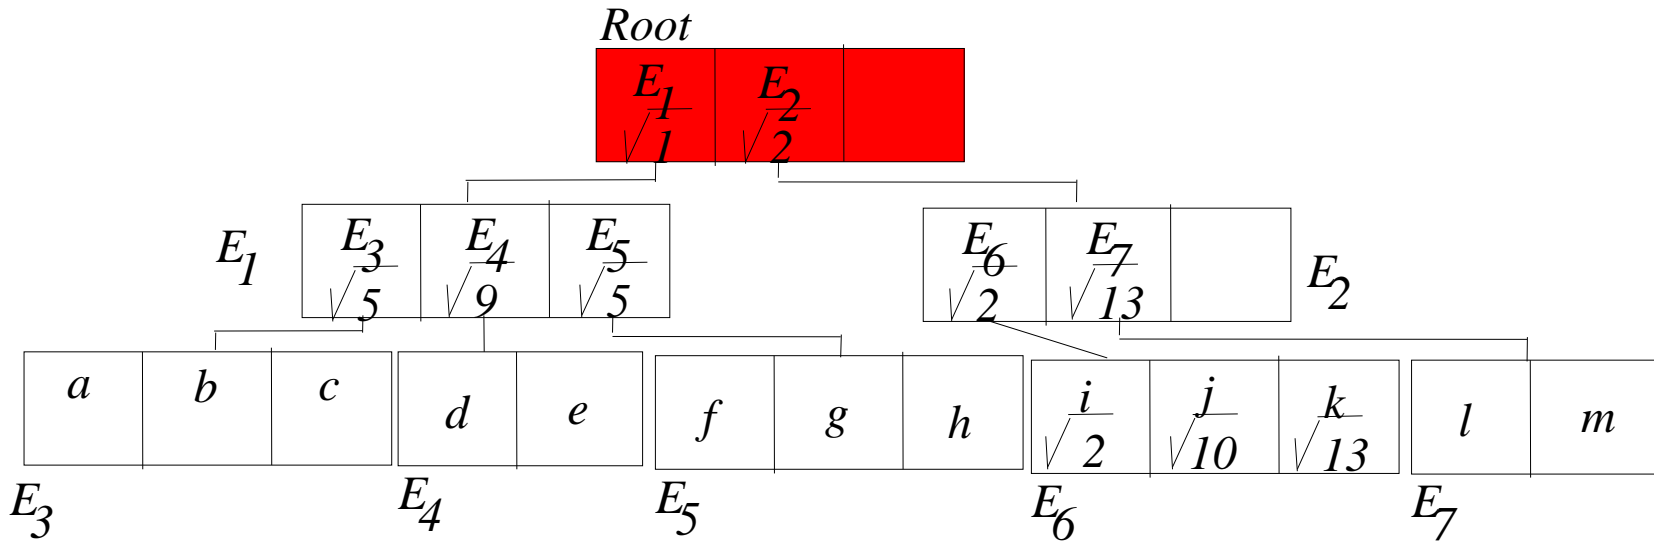 Root
E1 E2
√1 √2
E1 E3 E4 E5 E6 E7 E2
√5 √9 √5 √2 √13
a b c d e f g h i j k l m
√2 √10 √13
E3 E4 E5 E6 E7